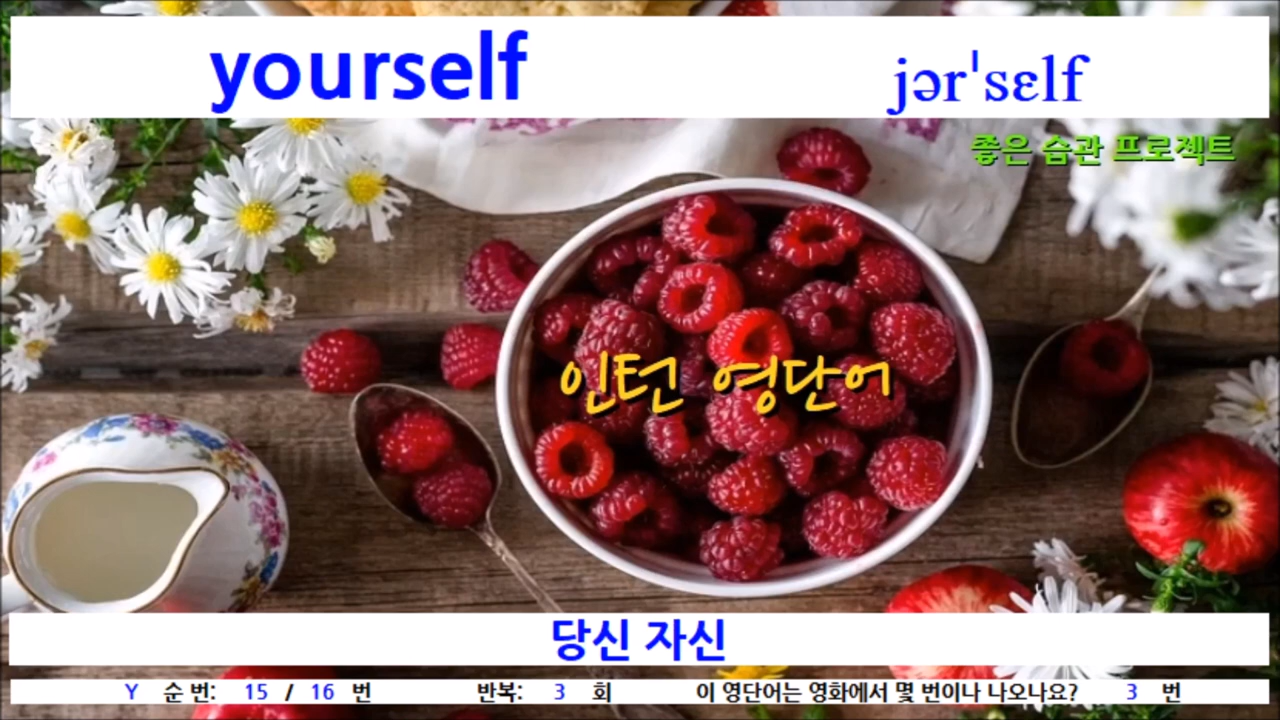 yourself
jərˈsɛlf
좋은 습관 프로젝트
인턴 영단어
당신 자신
Y 순 번: 15 / 16 번 반복: 3 회 이 영단어는 영화에서 몇 번이나 나오나요? 3 번